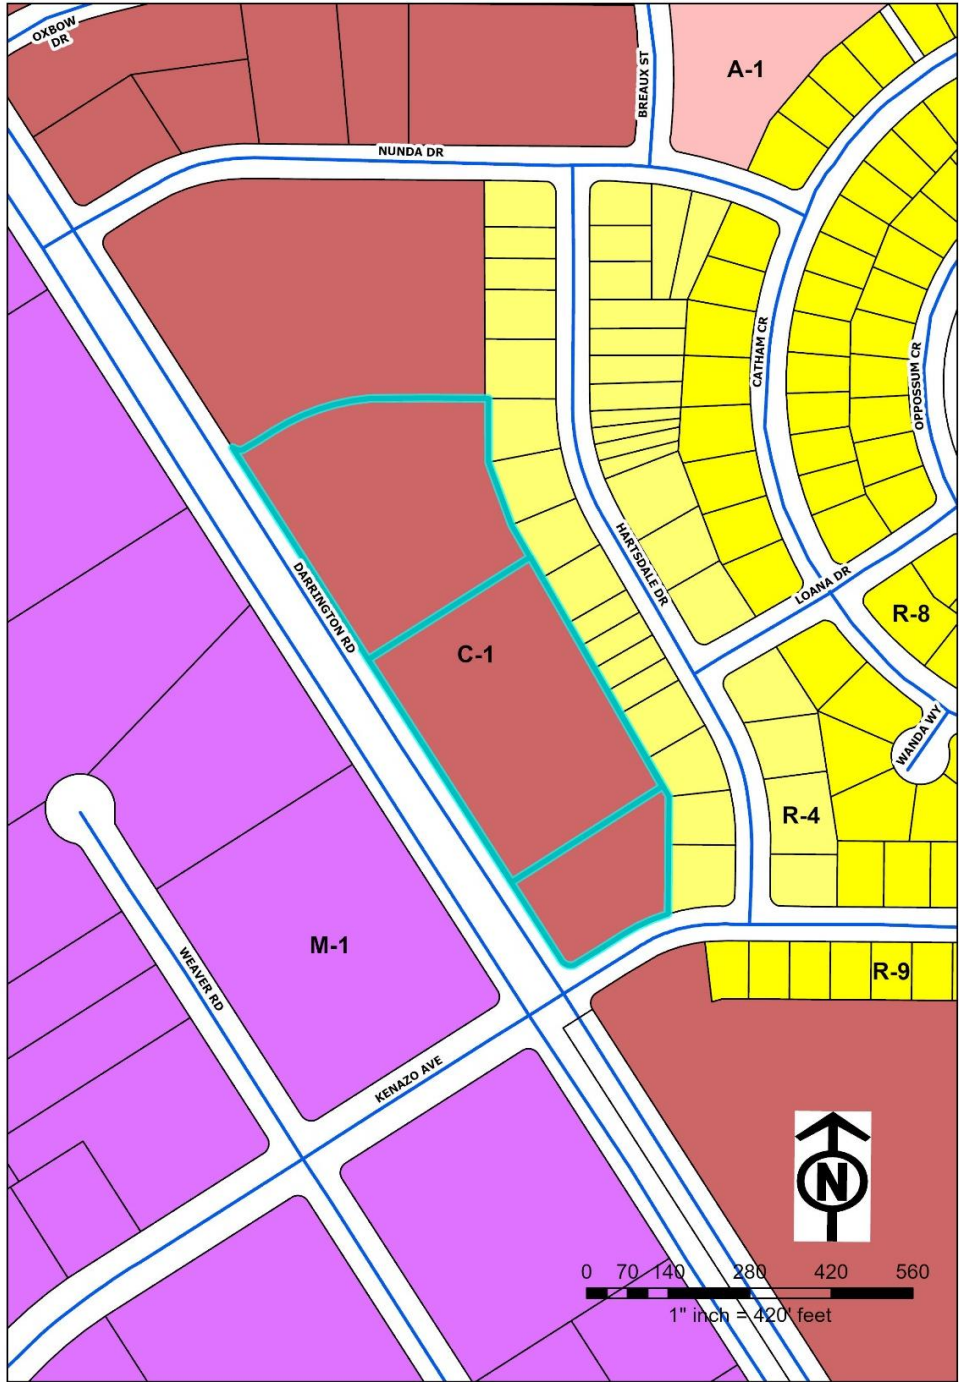 OXBOW
DR
BREAUX ST
A-1
NUNDA DR
CATHAM CR
OPPOSSUM CR
DARRINGTON RD
HARTSDALE DR
LOANA DR
R-8
C-1
WANDA WY
R-4
M-1
WEAVER RD
R-9
KENAZO AVE
N
0 70 140 280 420 560
1" inch = 420' feet